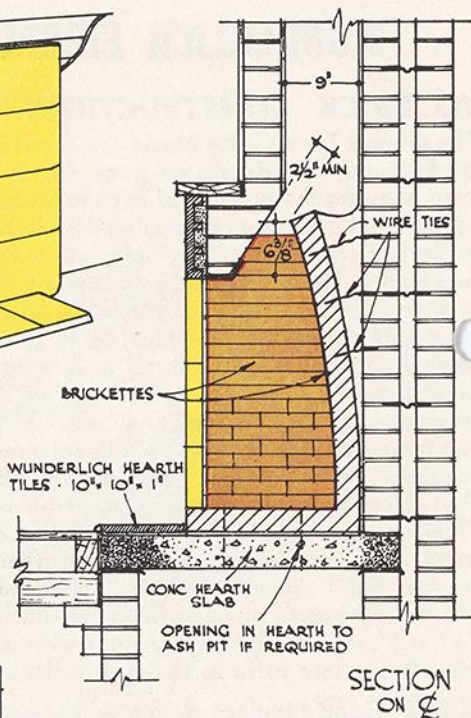 9"
2½" MIN
WIRE TIES
6⅜"
BRICKETTES
WUNDERLICH HEARTH
TILES · 10"x 10"x 1"
CONC HEARTH
SLAB
OPENING IN HEARTH TO
ASH PIT IF REQUIRED
SECTION
ON ℄